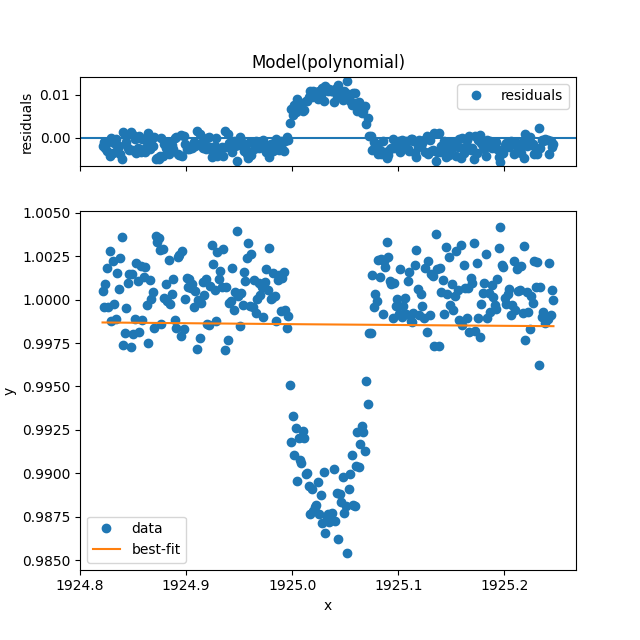 Model(polynomial)
residuals
0.01
0.00
residuals
1.0050
1.0025
1.0000
0.9975
0.9950
0.9925
0.9900
0.9875
0.9850
y
data
best-fit
1924.8 1924.9 1925.0 1925.1 1925.2
x